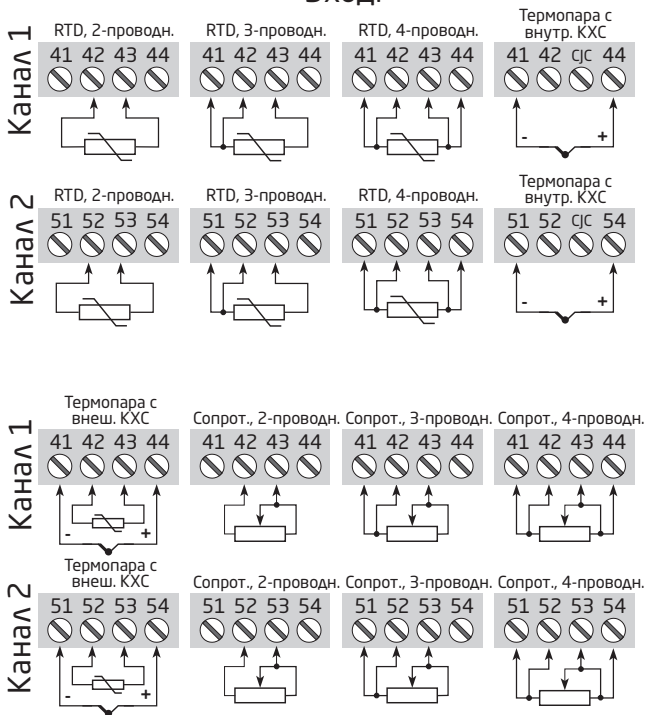 Вход:
RTD, 2-проводн. RTD, 3-проводн. RTD, 4-проводн. Термопара с
внутр. КХС
Канал 1
41 42 43 44 41 42 43 44 41 42 43 44 41 42 CJC 44
- +
RTD, 2-проводн. RTD, 3-проводн. RTD, 4-проводн. Термопара с
внутр. КХС
Канал 2
51 52 53 54 51 52 53 54 51 52 53 54 51 52 CJC 54
- +
Термопара с
внеш. КХС Сопрот., 2-проводн. Сопрот., 3-проводн. Сопрот., 4-проводн.
Канал 1
41 42 43 44 41 42 43 44 41 42 43 44 41 42 43 44
- +
Термопара с
внеш. КХС Сопрот., 2-проводн. Сопрот., 3-проводн. Сопрот., 4-проводн.
Канал 2
51 52 53 54 51 52 53 54 51 52 53 54 51 52 53 54
- +